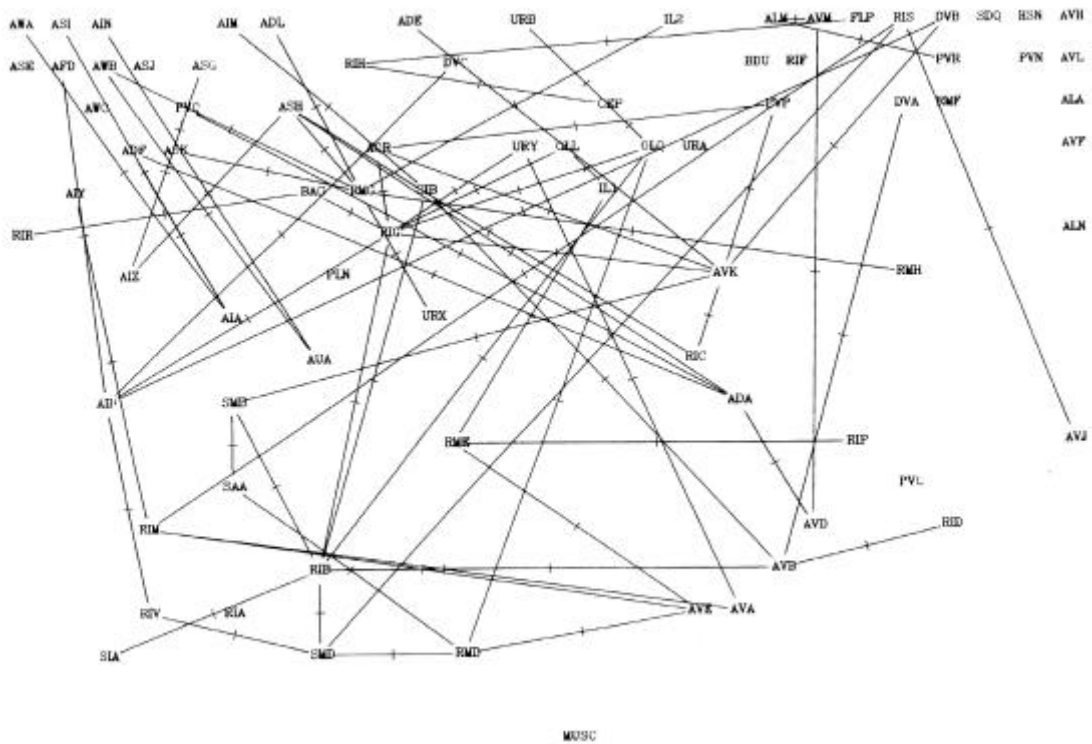 AWA ASI AIN AIM ADL ADE URB IL2 ALM AVM FLP RIS DVB SDQ HSN AVH
ASE AFD AWB ASJ ASG RIH DVC BDU RIF PVR PVN AVL
AWC PVC ASH CEP DVA RMF ALA
ADF URY OLL OLQ URA AVF
AIY BAG RMG SIB IL1
RIR RIG ALN
AIZ PLN AVK RMH
AIA URX
AUA RIC
SMB ADA
RME RIP AVJ
SAA PVL
RIM AVD RID
RIB AVB
RIV RIA AVE AVA
SIA SMD RMD
MUSC